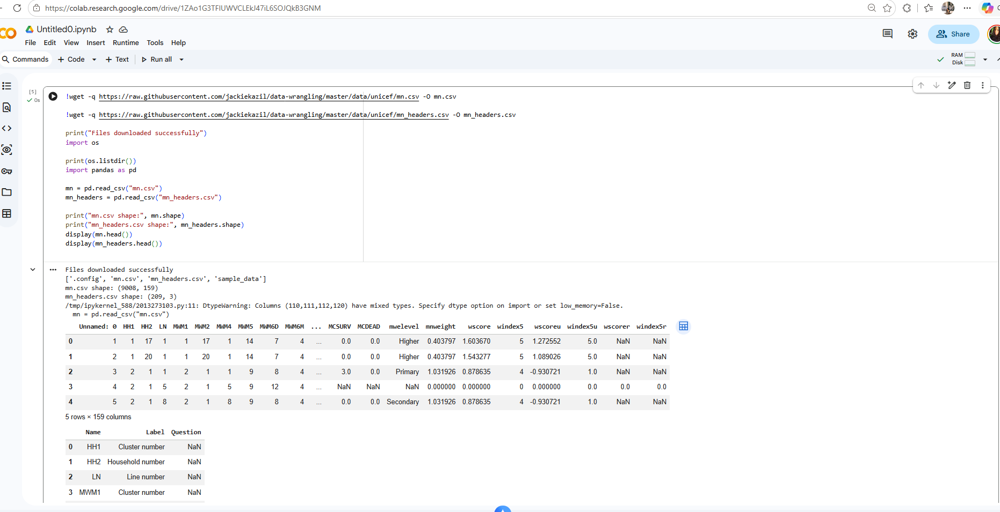 https://colab.research.google.com/drive/1ZAo1G3TFlUWVCLEkJ47iL6SOJQkB3GNM
Untitled0.ipynb
File Edit View Insert Runtime Tools Help
Share
Commands + Code + Text Run all
RAM
Disk
[5]
0s
!wget -q https://raw.githubusercontent.com/jackiekazil/data-wrangling/master/data/unicef/mn.csv -O mn.csv
!wget -q https://raw.githubusercontent.com/jackiekazil/data-wrangling/master/data/unicef/mn_headers.csv -O mn_headers.csv
print("Files downloaded successfully")
import os
print(os.listdir())
import pandas as pd
mn = pd.read_csv("mn.csv")
mn_headers = pd.read_csv("mn_headers.csv")
print("mn.csv shape:", mn.shape)
print("mn_headers.csv shape:", mn_headers.shape)
display(mn.head())
display(mn_headers.head())
Files downloaded successfully
['.config', 'mn.csv', 'mn_headers.csv', 'sample_data']
mn.csv shape: (9008, 159)
mn_headers.csv shape: (209, 3)
/tmp/ipykernel_588/2013273103.py:11: DtypeWarning: Columns (110,111,112,120) have mixed types. Specify dtype option on import or set low_memory=False.
mn = pd.read_csv("mn.csv")
Unnamed: 0 HH1 HH2 LN MWM1 MWM2 MWM4 MWM5 MWM6D MWM6M ... MCSURV MCDEAD mwelevel mnweight wscore windex5 wscoreu windex5u wscorer windex5r
0 1 1 17 1 1 17 1 14 7 4 ... 0.0 0.0 Higher 0.403797 1.603670 5 1.272552 5.0 NaN NaN
1 2 1 20 1 1 20 1 14 7 4 ... 0.0 0.0 Higher 0.403797 1.543277 5 1.089026 5.0 NaN NaN
2 3 2 1 1 2 1 1 9 8 4 ... 3.0 0.0 Primary 1.031926 0.878635 4 -0.930721 1.0 NaN NaN
3 4 2 1 5 2 1 5 9 12 4 ... NaN NaN NaN 0.000000 0.000000 0 0.000000 0.0 0.0 0.0
4 5 2 1 8 2 1 8 9 8 4 ... 0.0 0.0 Secondary 1.031926 0.878635 4 -0.930721 1.0 NaN NaN
5 rows × 159 columns
Name Label Question
0 HH1 Cluster number NaN
1 HH2 Household number NaN
2 LN Line number NaN
3 MWM1 Cluster number NaN